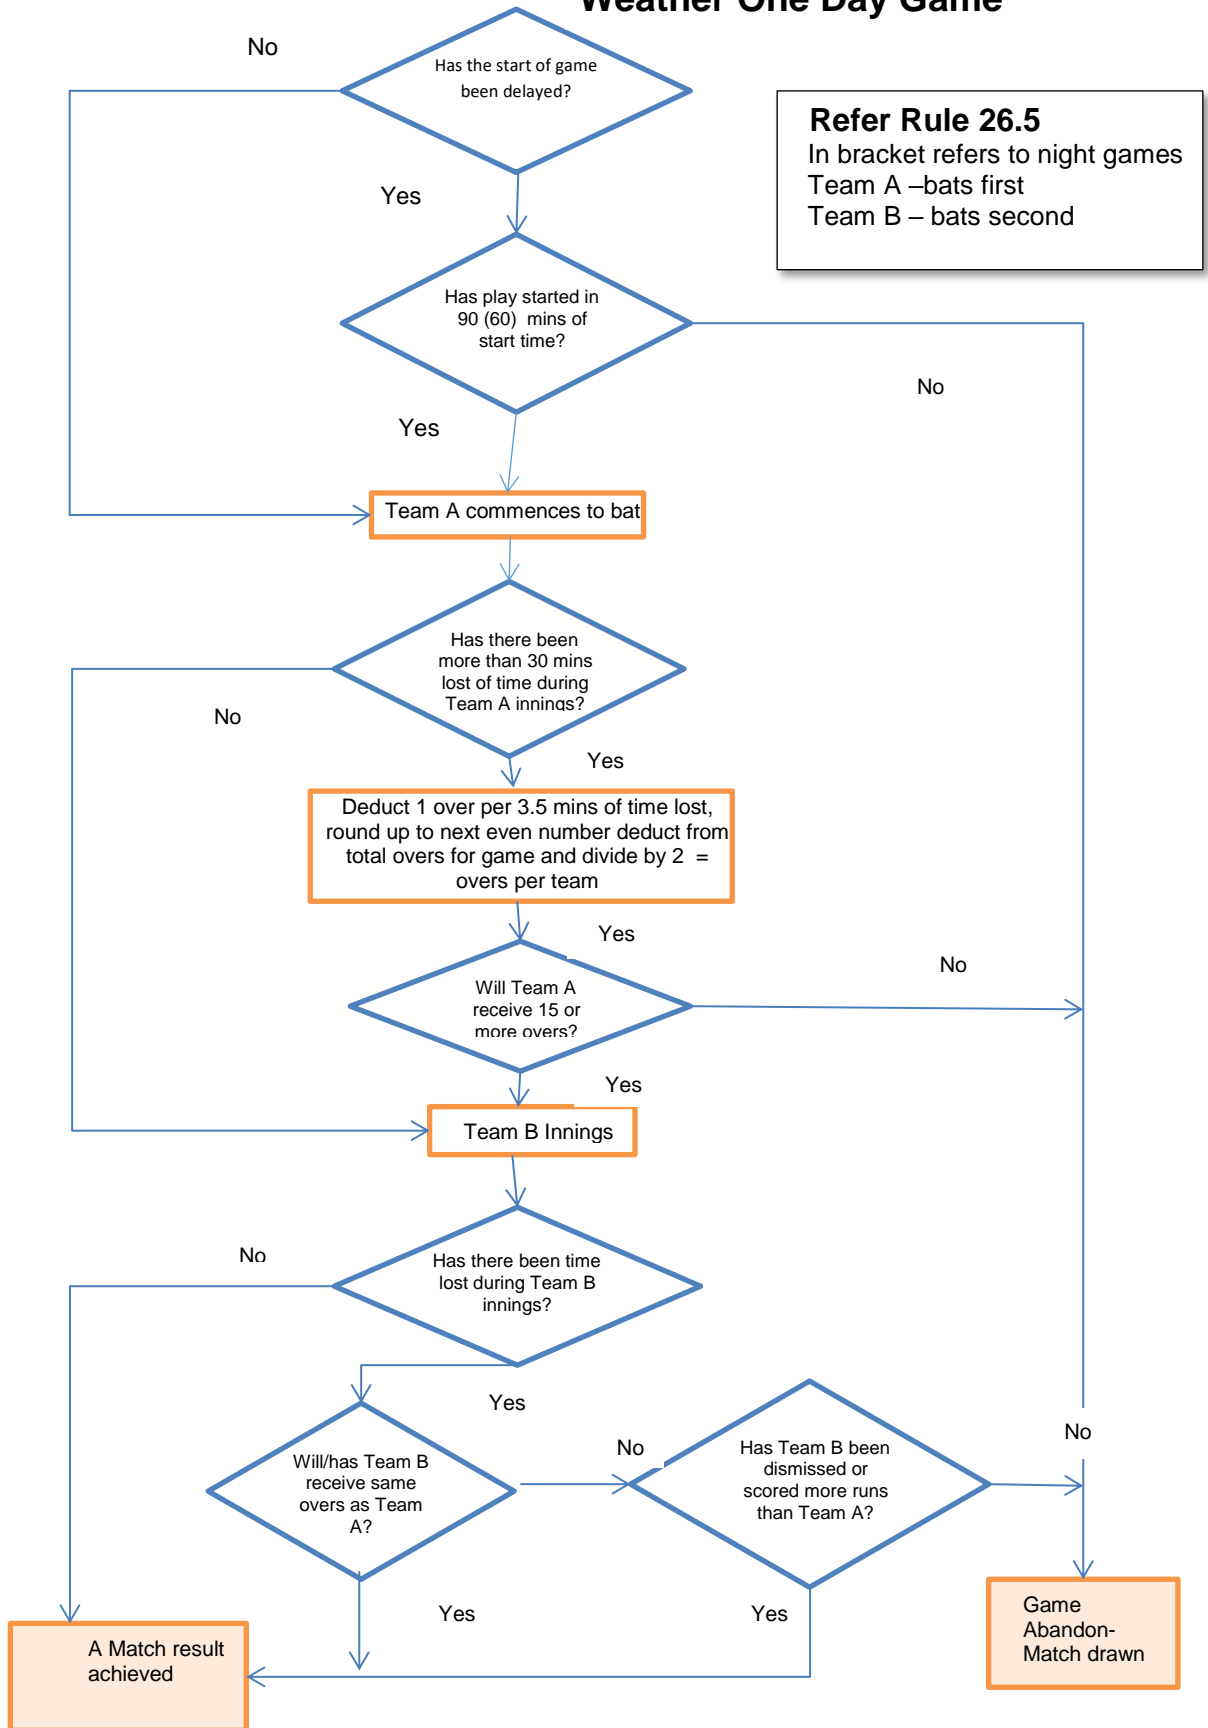 Weather One Day Game
No
Has the start of game
been delayed?
Refer Rule 26.5
In bracket refers to night games
Team A –bats first
Team B – bats second
Yes
Has play started in
90 (60)  mins of
start time?
No
Yes
Team A commences to bat
Has there been
more than 30 mins
lost of time during
Team A innings?
No
Yes
Deduct 1 over per 3.5 mins of time lost,
round up to next even number deduct from
total overs for game and divide by 2  =
overs per team
Yes
No
Will Team A
receive 15 or
more overs?
Yes
Team B Innings
No
Has there been time
lost during Team B
innings?
Yes
No
No
Will/has Team B
receive same
overs as Team
A?
Has Team B been
dismissed or
scored more runs
than Team A?
Yes
Yes
Game
Abandon-
Match drawn
A Match result
achieved